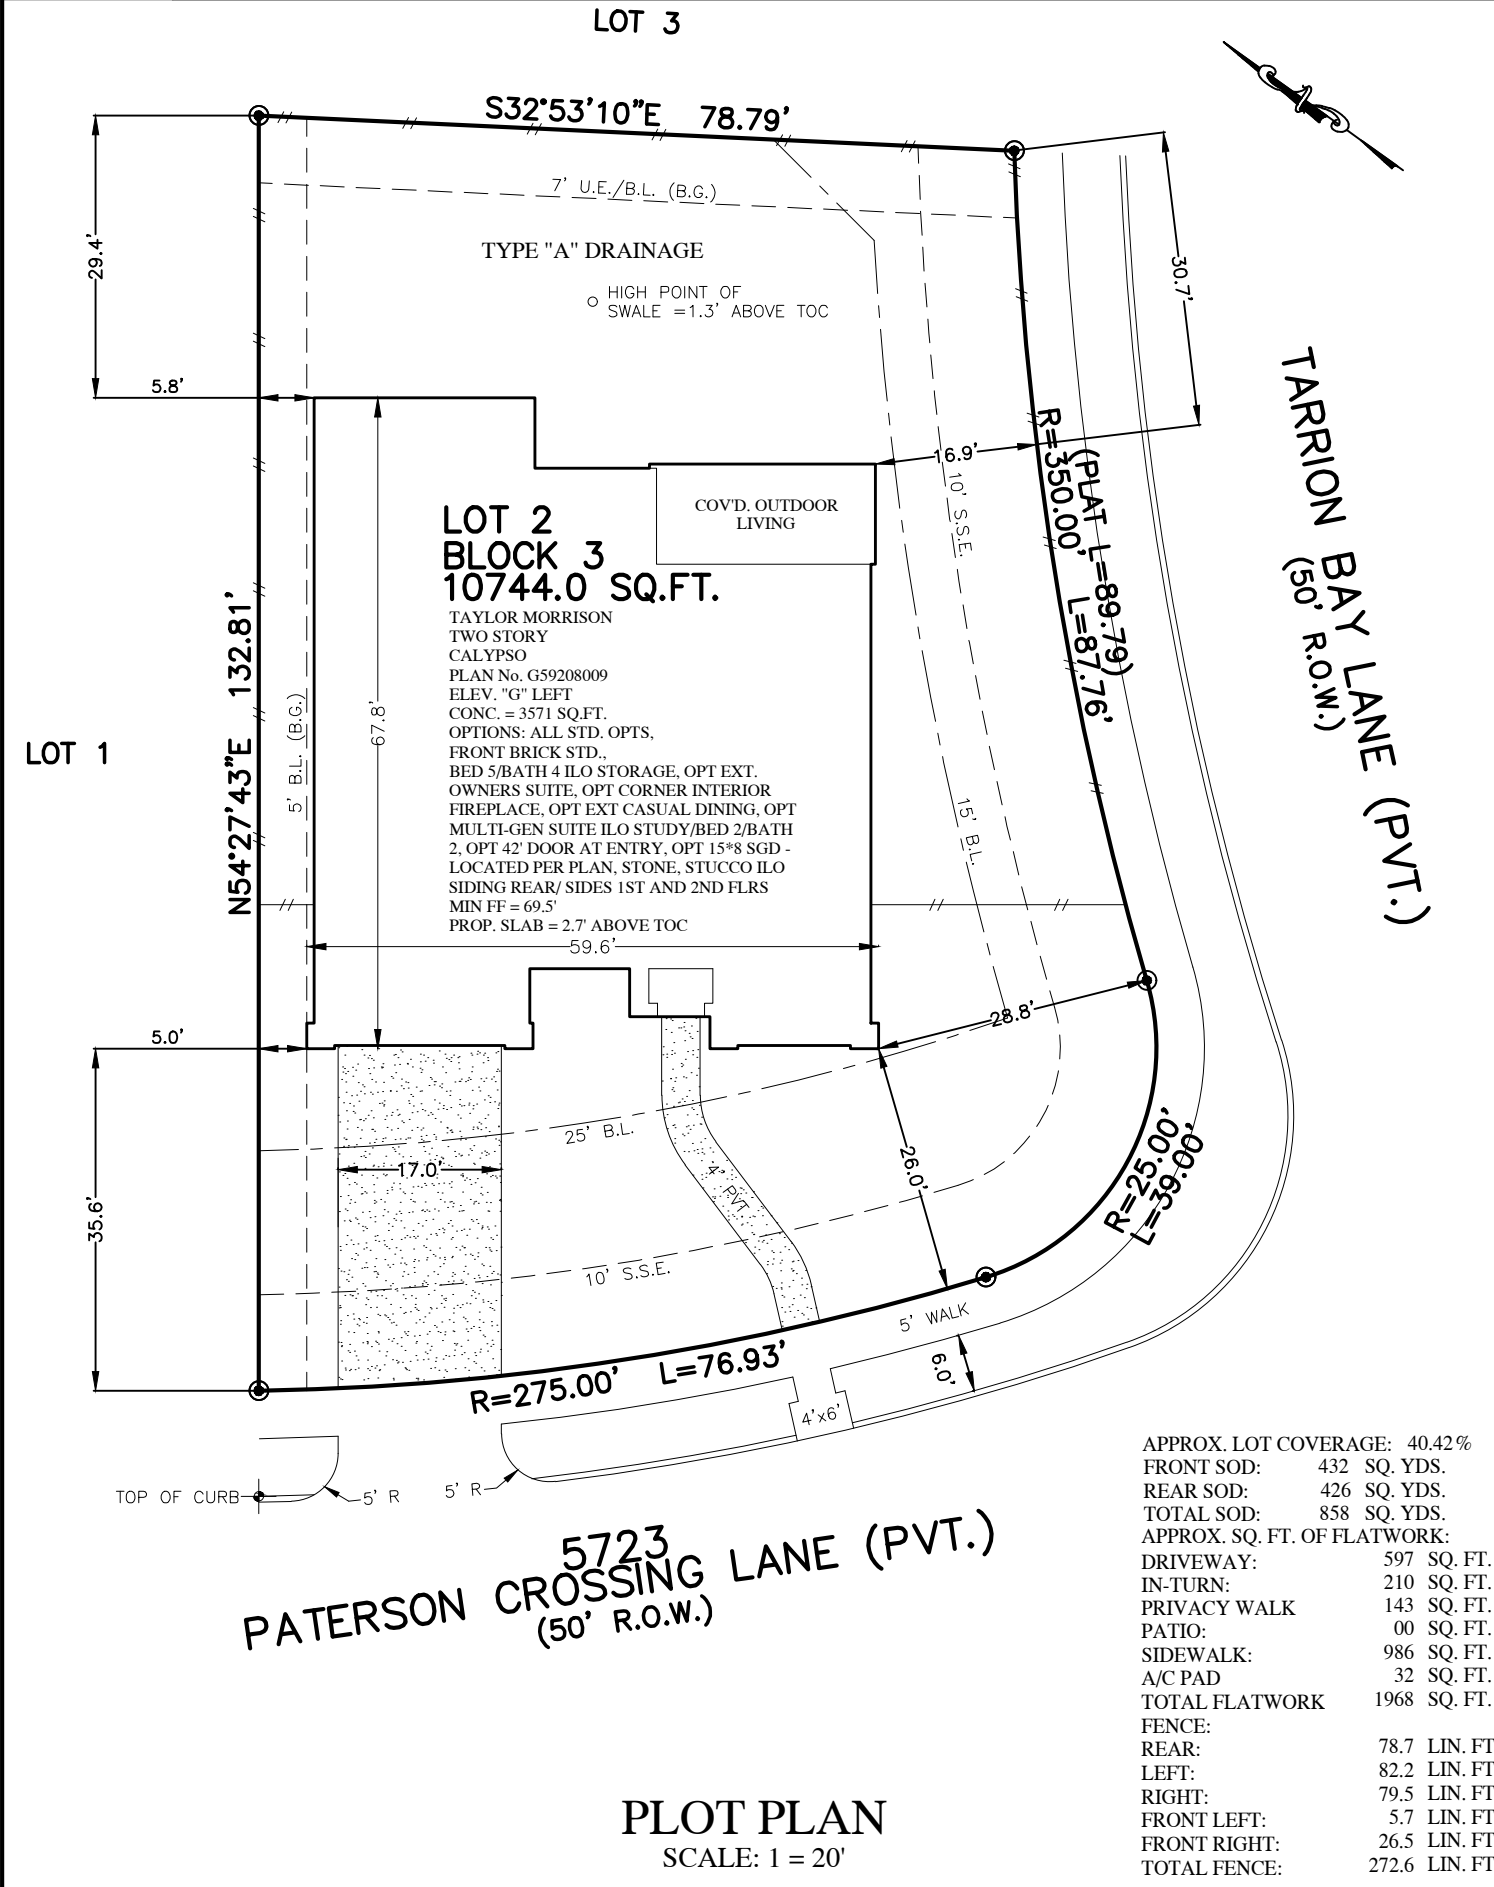 LOT 3
S32°53'10"E 78.79'
7' U.E./B.L. (B.G.)
TYPE "A" DRAINAGE
HIGH POINT OF
SWALE =1.3' ABOVE TOC
29.4'
30.7'
5.8'
16.9'
10' S.S.E.
R=350.00' L=87.76'
(PLAT L=89.79)
TARRION BAY LANE (PVT.)
(50' R.O.W.)
COV'D. OUTDOOR
LIVING
LOT 2
BLOCK 3
10744.0 SQ.FT.
TAYLOR MORRISON
TWO STORY
CALYPSO
PLAN No. G59208009
ELEV. "G" LEFT
CONC. = 3571 SQ.FT.
OPTIONS: ALL STD. OPTS,
FRONT BRICK STD.,
BED 5/BATH 4 ILO STORAGE, OPT EXT.
OWNERS SUITE, OPT CORNER INTERIOR
FIREPLACE, OPT EXT CASUAL DINING, OPT
MULTI-GEN SUITE ILO STUDY/BED 2/BATH
2, OPT 42' DOOR AT ENTRY, OPT 15*8 SGD -
LOCATED PER PLAN, STONE, STUCCO ILO
SIDING REAR/ SIDES 1ST AND 2ND FLRS
MIN FF = 69.5'
PROP. SLAB = 2.7' ABOVE TOC
59.6'
67.8'
LOT 1
N54°27'43"E 132.81'
5' B.L. (B.G.)
15' B.L.
5.0'
28.8'
35.6'
25' B.L.
17.0'
4' PVT
26.0'
R=25.00'
L=39.00'
10' S.S.E.
5' WALK
6.0'
R=275.00' L=76.93'
4'x6'
TOP OF CURB
5' R
5' R
5723
PATERSON CROSSING LANE (PVT.)
(50' R.O.W.)
APPROX. LOT COVERAGE: 40.42%
FRONT SOD: 432 SQ. YDS.
REAR SOD: 426 SQ. YDS.
TOTAL SOD: 858 SQ. YDS.
APPROX. SQ. FT. OF FLATWORK:
DRIVEWAY: 597 SQ. FT.
IN-TURN: 210 SQ. FT.
PRIVACY WALK 143 SQ. FT.
PATIO: 00 SQ. FT.
SIDEWALK: 986 SQ. FT.
A/C PAD 32 SQ. FT.
TOTAL FLATWORK 1968 SQ. FT.
FENCE:
REAR: 78.7 LIN. FT
LEFT: 82.2 LIN. FT
RIGHT: 79.5 LIN. FT
FRONT LEFT: 5.7 LIN. FT
FRONT RIGHT: 26.5 LIN. FT
TOTAL FENCE: 272.6 LIN. FT
PLOT PLAN
SCALE: 1 = 20'